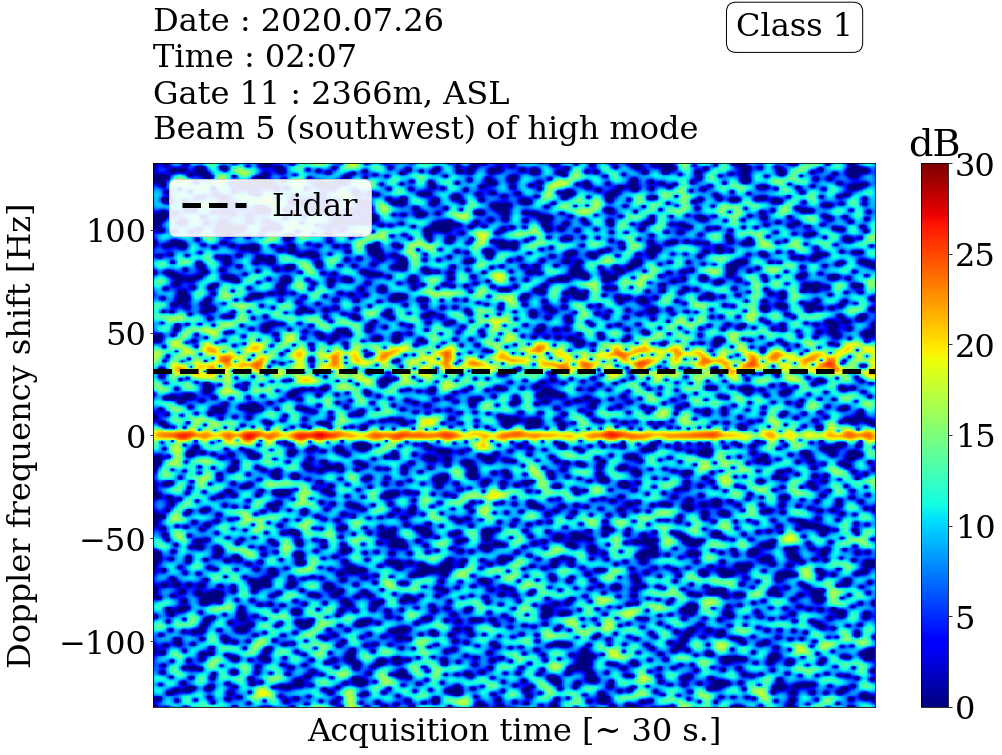 Date : 2020.07.26
Time : 02:07
Gate 11 : 2366m, ASL
Beam 5 (southwest) of high mode
Class 1
dB
Lidar
Doppler frequency shift [Hz]
100
50
0
−50
−100
Acquisition time [~ 30 s.]
30
25
20
15
10
5
0